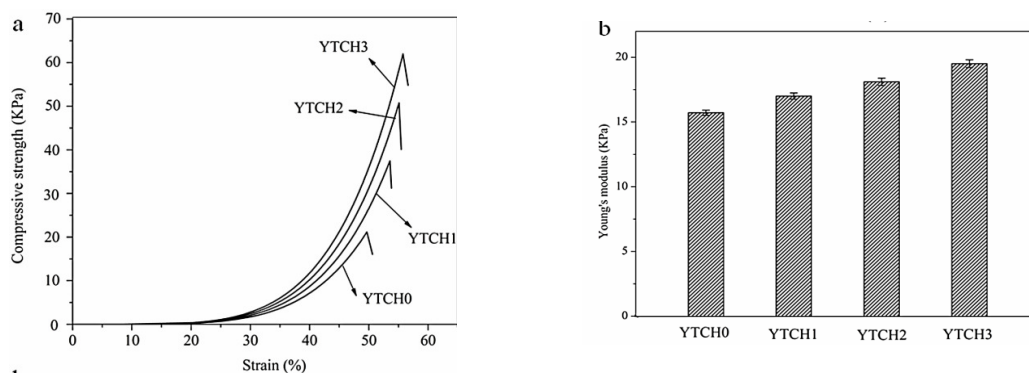 a
70
60
50
40
30
20
10
0
Compressive strength (KPa)
YTCH3
YTCH2
YTCH1
YTCH0
0 10 20 30 40 50 60
Strain (%)
b
20
15
10
5
0
Young's modulus (KPa)
YTCH0 YTCH1 YTCH2 YTCH3